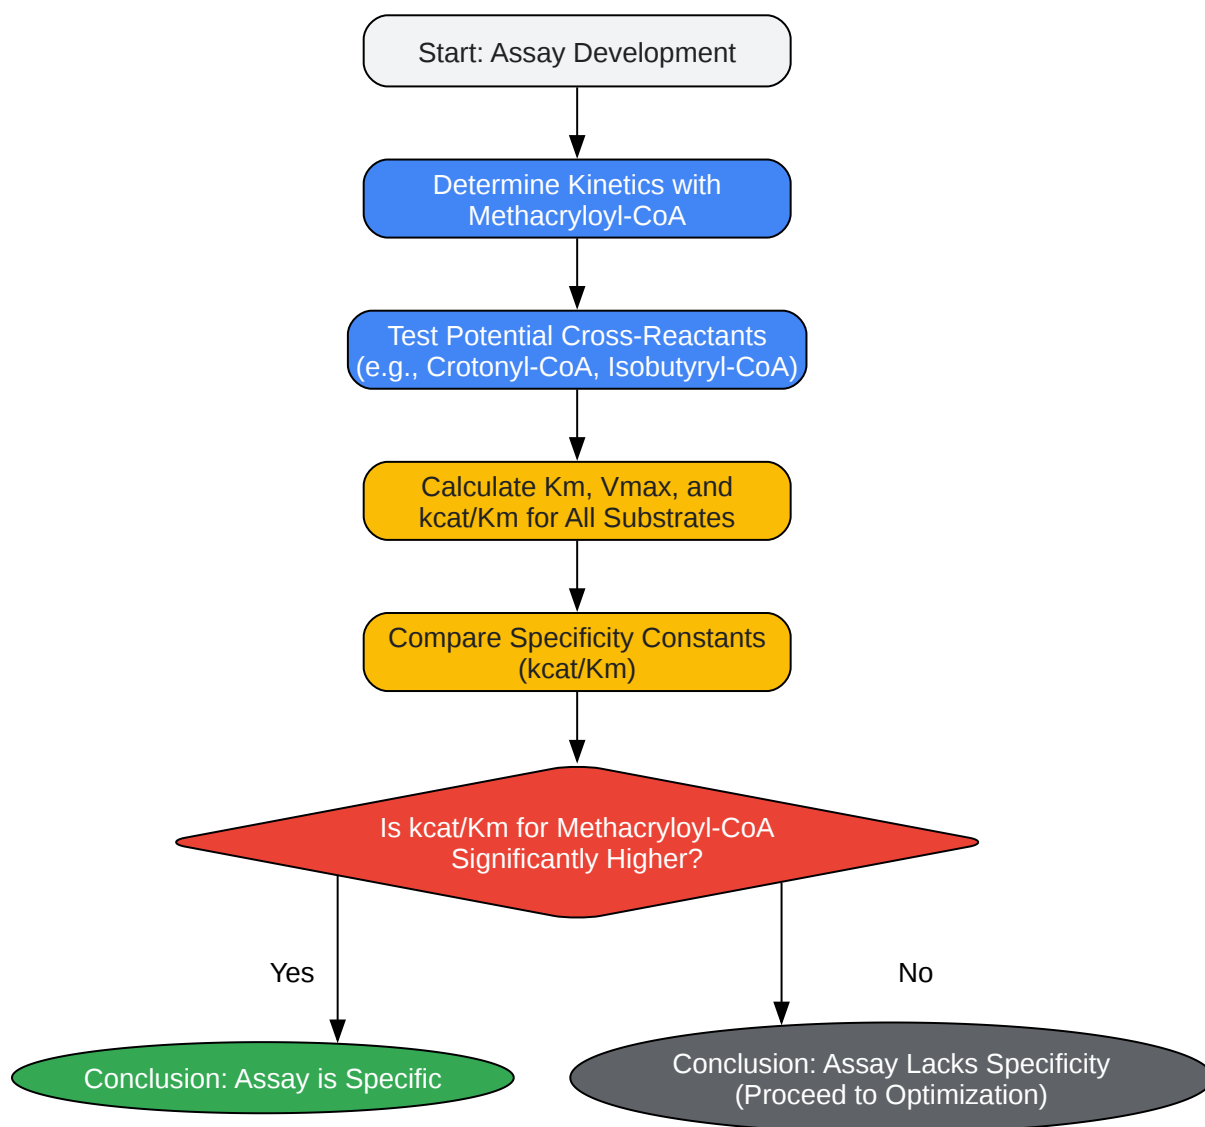 Start: Assay Development
Determine Kinetics with
Methacryloyl-CoA
Test Potential Cross-Reactants
(e.g., Crotonyl-CoA, Isobutyryl-CoA)
Calculate Km, Vmax, and
kcat/Km for All Substrates
Compare Specificity Constants
(kcat/Km)
Is kcat/Km for Methacryloyl-CoA
Significantly Higher?
Yes
No
Conclusion: Assay is Specific
Conclusion: Assay Lacks Specificity
(Proceed to Optimization)